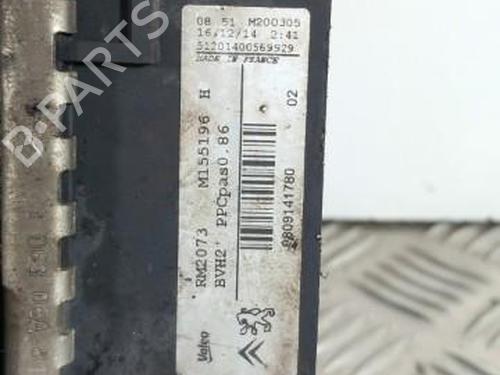 08 51 M200305
16/12/14 2:41
51201400569929
MADE IN FRANCE
RM2073 M155196 H
BVH2' PPCpas0.86
02
9809141780
Valeo
B-PARTS